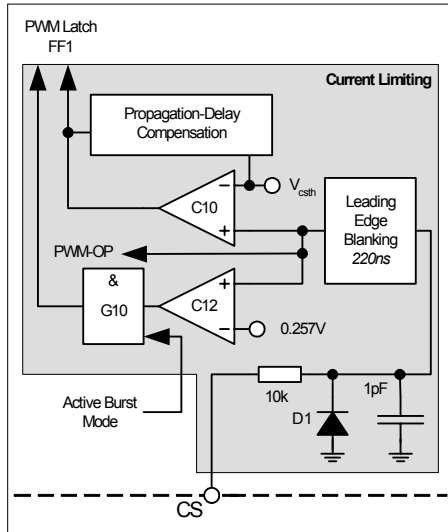 PWM Latch
FF1
Current Limiting
Propagation-Delay
Compensation
Vcsth
C10
Leading
Edge
Blanking
220ns
PWM-OP
&
G10
C12
0.257V
Active Burst
Mode
10k
D1
1pF
CS